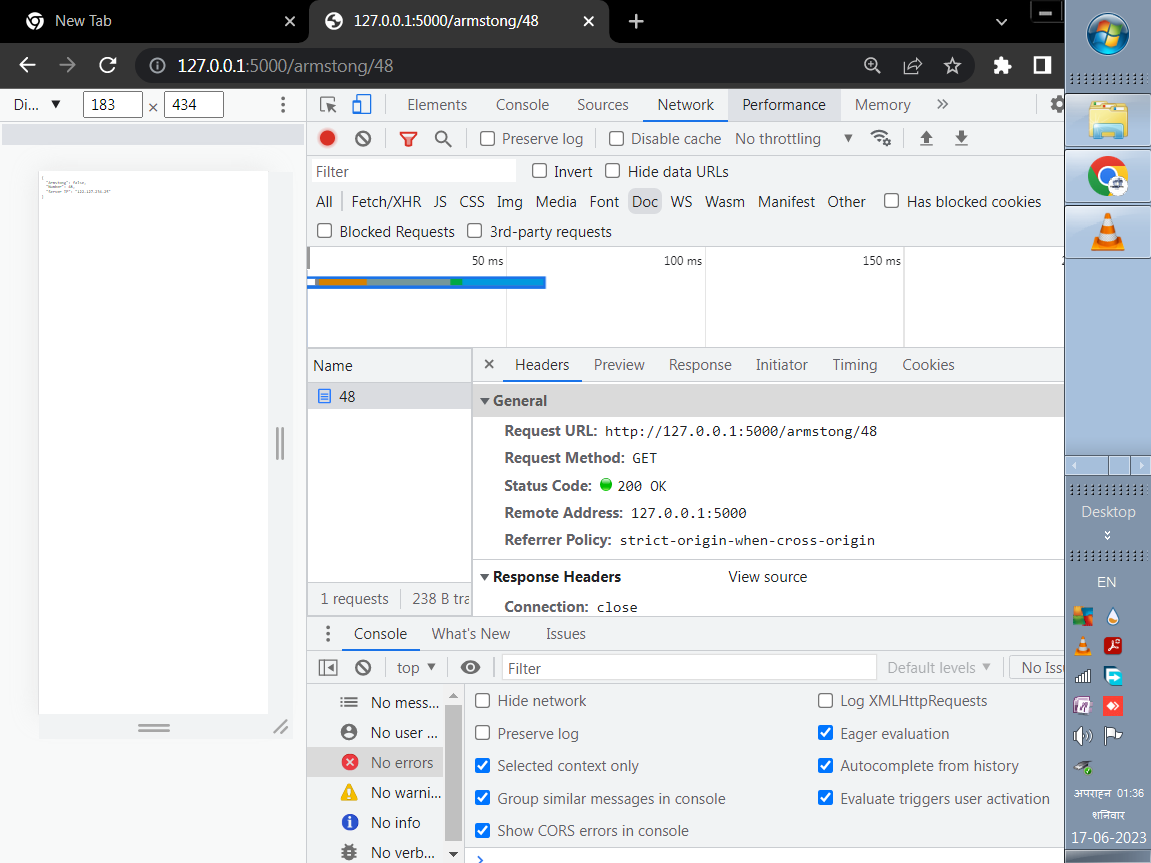 New Tab
127.0.0.1:5000/armstong/48
127.0.0.1:5000/armstong/48
Di... ▼ 183 × 434
Elements Console Sources Network Performance Memory »
Preserve log Disable cache No throttling ▼
Filter Invert Hide data URLs
All Fetch/XHR JS CSS Img Media Font Doc WS Wasm Manifest Other Has blocked cookies
Blocked Requests 3rd-party requests
50 ms 100 ms 150 ms
{
"Armstong": False,
"Number": 48,
}
Name
48
1 requests 238 B tra
× Headers Preview Response Initiator Timing Cookies
General
Request URL: http://127.0.0.1:5000/armstong/48
Request Method: GET
Status Code: 200 OK
Remote Address: 127.0.0.1:5000
Referrer Policy: strict-origin-when-cross-origin
Response Headers View source
Connection: close
Console What's New Issues
top ▼ Filter Default levels ▼ No Iss
No mess...
No user ...
No errors
No warni...
No info
No verb...
Hide network Log XMLHttpRequests
Preserve log Eager evaluation
Selected context only Autocomplete from history
Group similar messages in console Evaluate triggers user activation
Show CORS errors in console
Desktop
EN
अपराह्न 01:36
शनिवार
17-06-2023